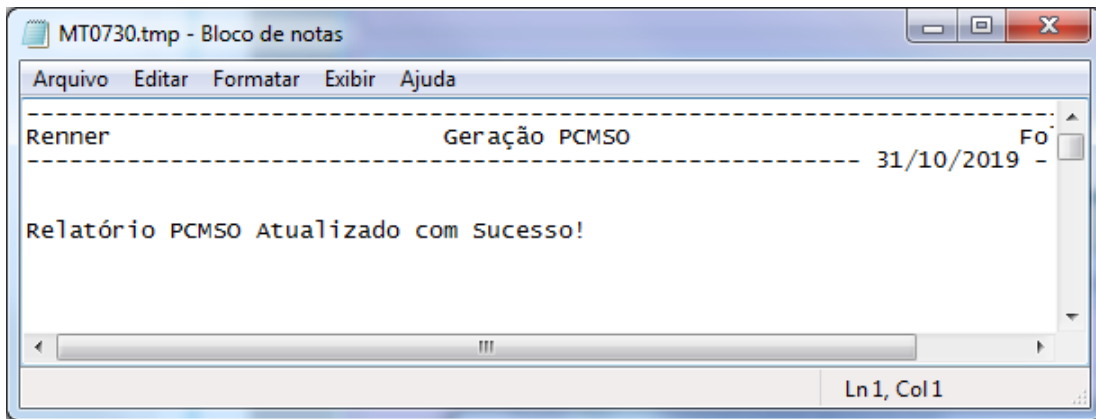 MT0730.tmp - Bloco de notas
Arquivo Editar Formatar Exibir Ajuda
--------------------------------------------------------------------------
Renner Geração PCMSO Fo
---------------------------------------------------------- 31/10/2019 -
Relatório PCMSO Atualizado com Sucesso!
Ln 1, Col 1